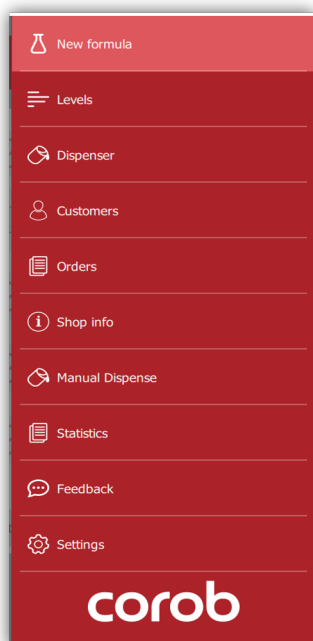 New formula
Levels
Dispenser
Customers
Orders
Shop info
Manual Dispense
Statistics
Feedback
Settings
corob